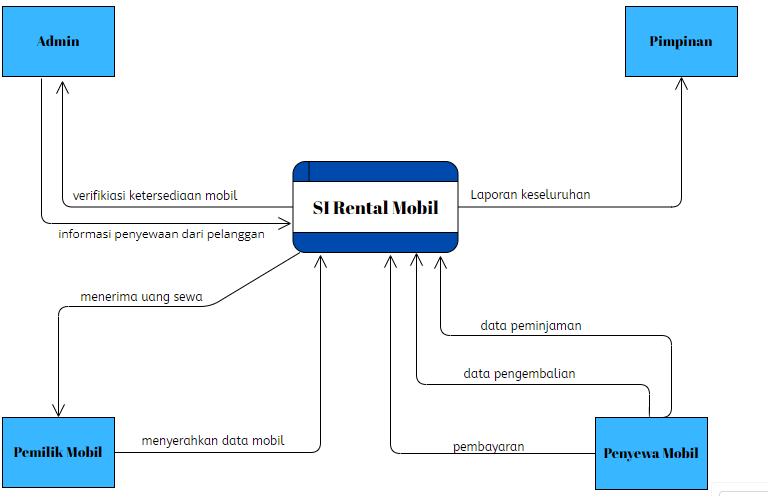 Admin
Pimpinan
verifikiasi ketersediaan mobil
Laporan keseluruhan
SI Rental Mobil
informasi penyewaan dari pelanggan
menerima uang sewa
data peminjaman
data pengembalian
menyerahkan data mobil
pembayaran
Pemilik Mobil
Penyewa Mobil